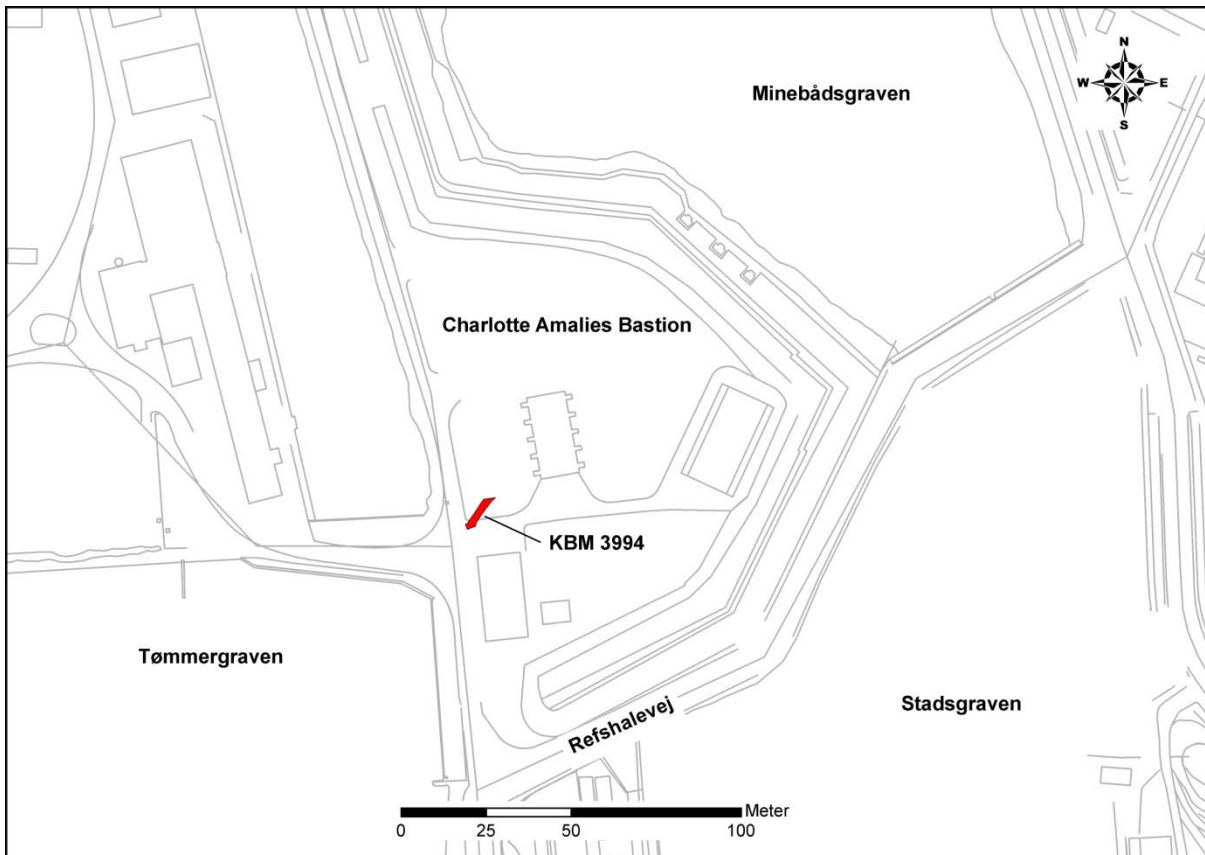 N
Minebådsgraven
W E
S
Charlotte Amalies Bastion
KBM 3994
Tømmergraven
Stadsgraven
Refshalevej
Meter
0 25 50 100